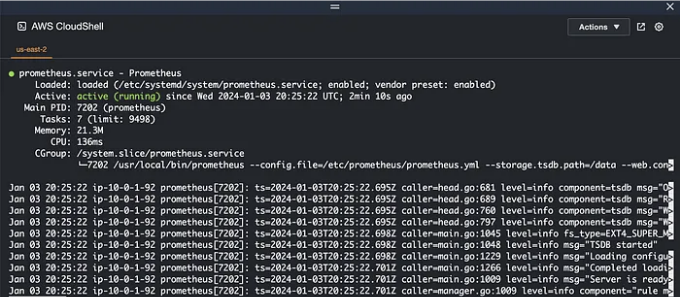 AWS CloudShell
Actions ▼
us-east-2
● prometheus.service - Prometheus
Loaded: loaded (/etc/systemd/system/prometheus.service; enabled; vendor preset: enabled)
Active: active (running) since Wed 2024-01-03 20:25:22 UTC; 2min 10s ago
Main PID: 7202 (prometheus)
Tasks: 7 (limit: 9498)
Memory: 21.3M
CPU: 136ms
CGroup: /system.slice/prometheus.service
└─7202 /usr/local/bin/prometheus --config.file=/etc/prometheus/prometheus.yml --storage.tsdb.path=/data --web.con>
Jan 03 20:25:22 ip-10-0-1-92 prometheus[7202]: ts=2024-01-03T20:25:22.695Z caller=head.go:681 level=info component=tsdb msg="O>
Jan 03 20:25:22 ip-10-0-1-92 prometheus[7202]: ts=2024-01-03T20:25:22.695Z caller=head.go:689 level=info component=tsdb msg="R>
Jan 03 20:25:22 ip-10-0-1-92 prometheus[7202]: ts=2024-01-03T20:25:22.695Z caller=head.go:760 level=info component=tsdb msg="W>
Jan 03 20:25:22 ip-10-0-1-92 prometheus[7202]: ts=2024-01-03T20:25:22.695Z caller=head.go:797 level=info component=tsdb msg="W>
Jan 03 20:25:22 ip-10-0-1-92 prometheus[7202]: ts=2024-01-03T20:25:22.698Z caller=main.go:1045 level=info fs_type=EXT4_SUPER_M>
Jan 03 20:25:22 ip-10-0-1-92 prometheus[7202]: ts=2024-01-03T20:25:22.698Z caller=main.go:1048 level=info msg="TSDB started"
Jan 03 20:25:22 ip-10-0-1-92 prometheus[7202]: ts=2024-01-03T20:25:22.698Z caller=main.go:1229 level=info msg="Loading configu>
Jan 03 20:25:22 ip-10-0-1-92 prometheus[7202]: ts=2024-01-03T20:25:22.701Z caller=main.go:1266 level=info msg="Completed loadi>
Jan 03 20:25:22 ip-10-0-1-92 prometheus[7202]: ts=2024-01-03T20:25:22.701Z caller=main.go:1009 level=info msg="Server is ready>
Jan 03 20:25:22 ip-10-0-1-92 prometheus[7202]: ts=2024-01-03T20:25:22.701Z caller=manager.go:1009 level=info component="rule m>